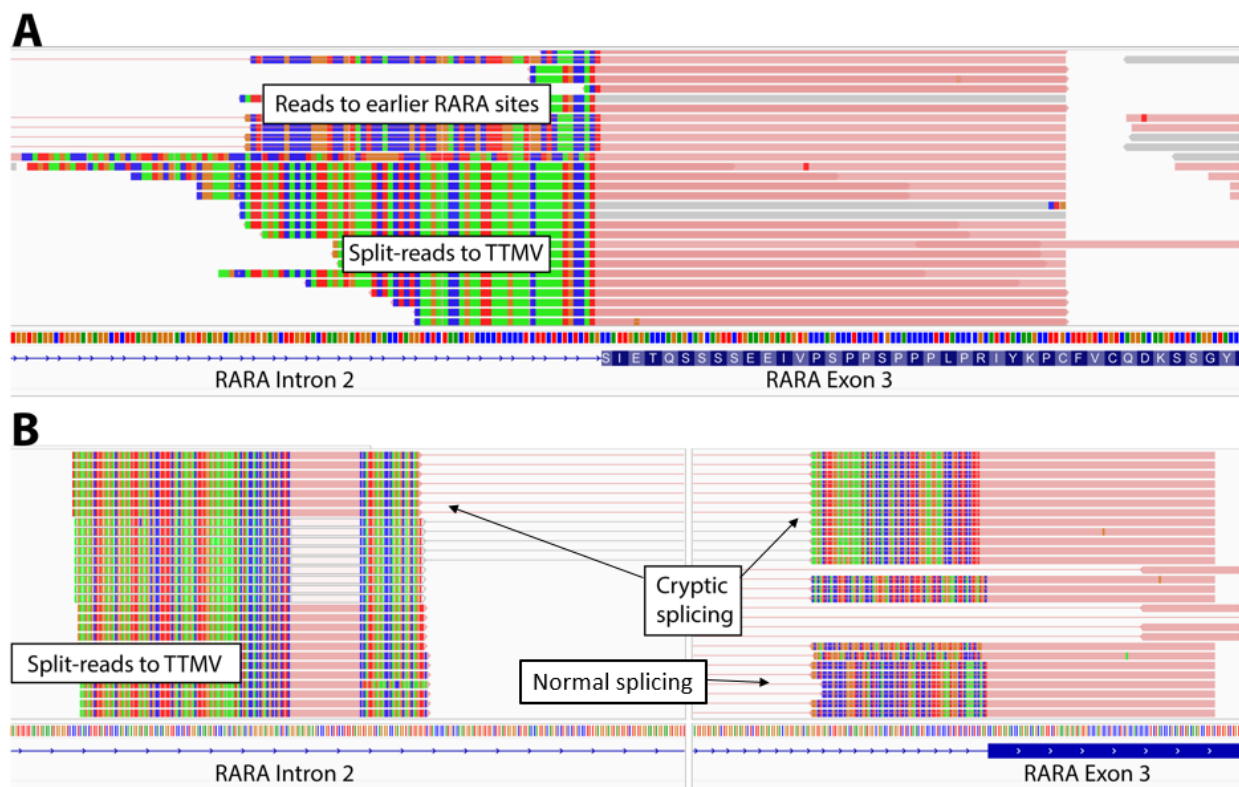 A
Reads to earlier RARA sites
Split-reads to TTMV
SIETQSSSSEEIVPSPPSPPPLPRIYKPCFVCQDKSSGY
RARA Intron 2
RARA Exon 3
B
Cryptic
splicing
Split-reads to TTMV
Normal splicing
RARA Intron 2
RARA Exon 3